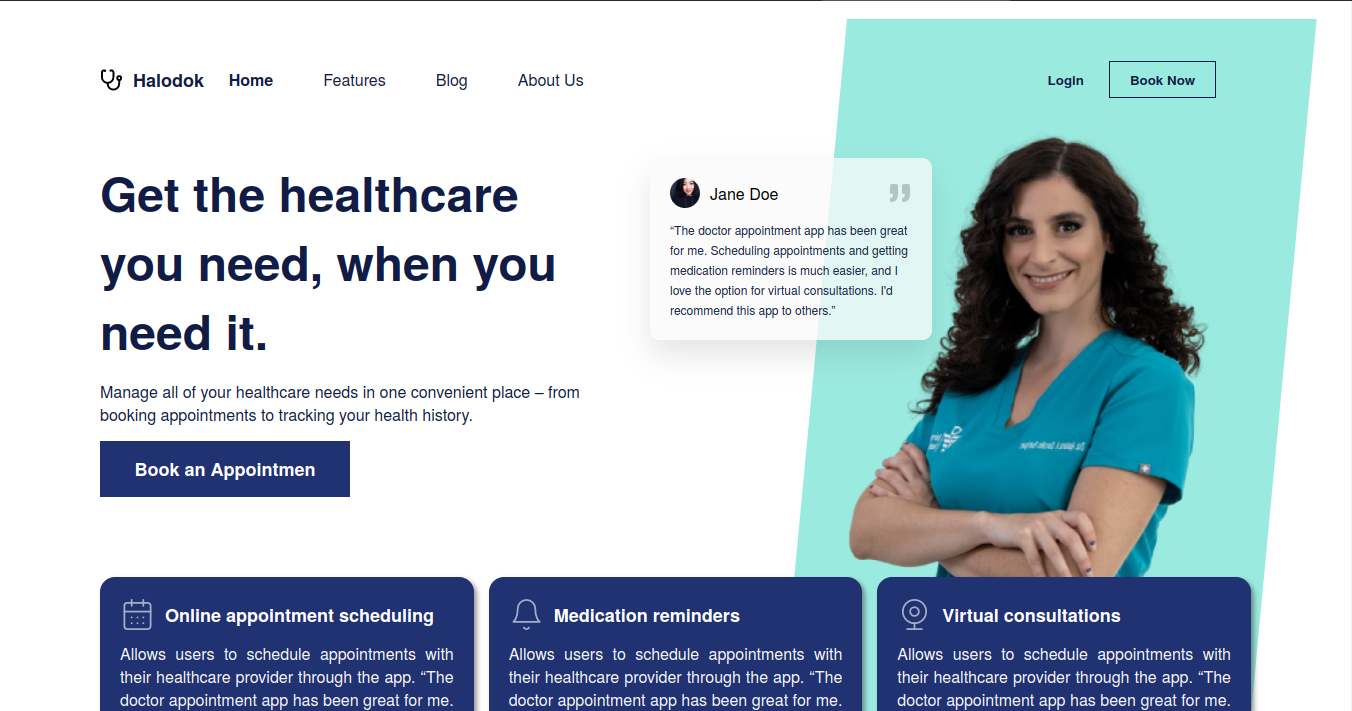 Halodok Home Features Blog About Us Login Book Now
Get the healthcare
you need, when you
need it.
Manage all of your healthcare needs in one convenient place – from
booking appointments to tracking your health history.
Book an Appointmen
Jane Doe
“The doctor appointment app has been great
for me. Scheduling appointments and getting
medication reminders is much easier, and I
love the option for virtual consultations. I'd
recommend this app to others.”
Online appointment scheduling
Allows users to schedule appointments with
their healthcare provider through the app. “The
doctor appointment app has been great for me.
Medication reminders
Allows users to schedule appointments with
their healthcare provider through the app. “The
doctor appointment app has been great for me.
Virtual consultations
Allows users to schedule appointments with
their healthcare provider through the app. “The
doctor appointment app has been great for me.